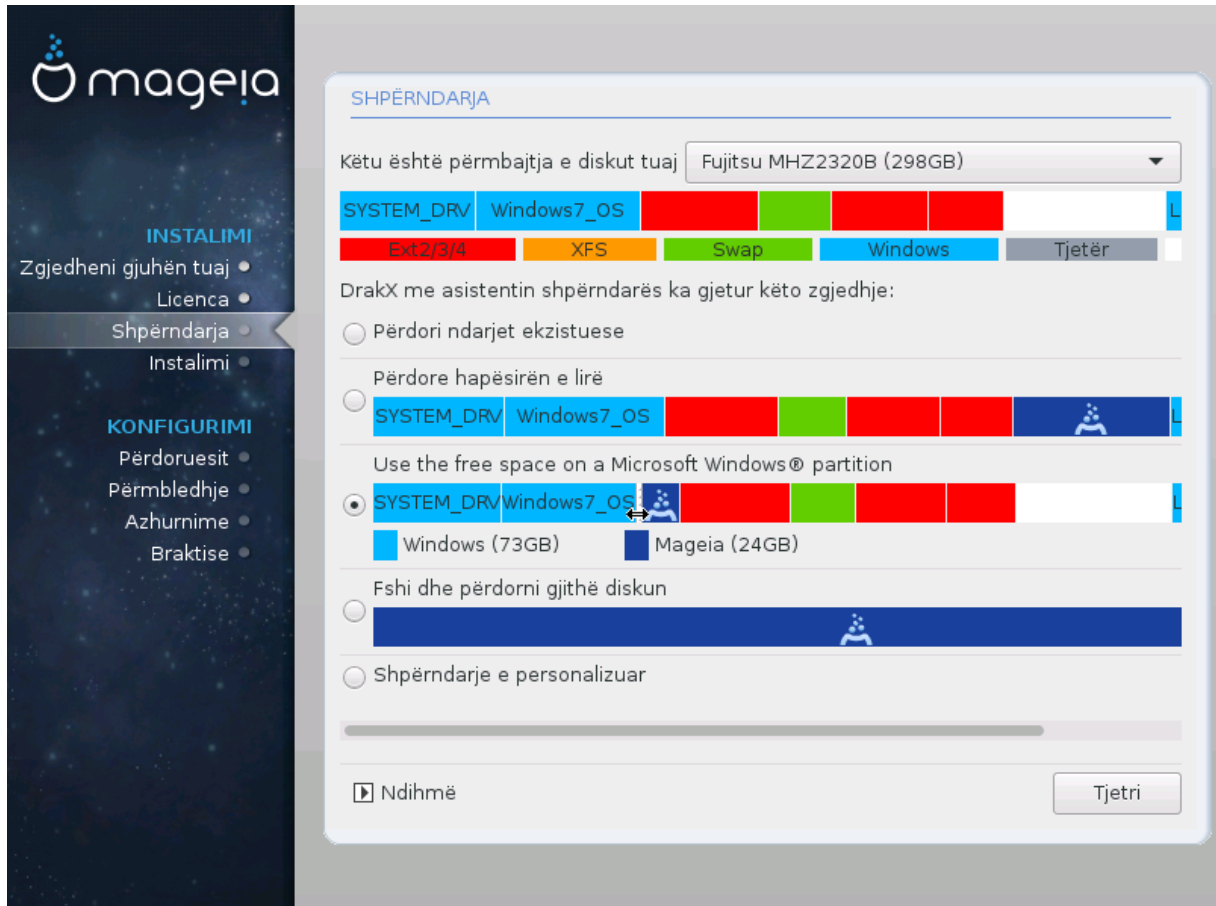 mageia
INSTALIMI
Zgjedheni gjuhën tuaj
Licenca
Shpërndarja
Instalimi
KONFIGURIMI
Përdoruesit
Përmbledhje
Azhurnime
Braktise
SHPËRNDARJA
Këtu është përmbajtja e diskut tuaj Fujitsu MHZ2320B (298GB)
SYSTEM_DRV Windows7_OS L
Ext2/3/4 XFS Swap Windows Tjetër
DrakX me asistentin shpërndarës ka gjetur këto zgjedhje:
Përdori ndarjet ekzistuese
Përdore hapësirën e lirë
SYSTEM_DRV Windows7_OS L
Use the free space on a Microsoft Windows® partition
SYSTEM_DRV Windows7_OS L
Windows (73GB) Mageia (24GB)
Fshi dhe përdorni gjithë diskun
Shpërndarje e personalizuar
Ndihmë Tjetri